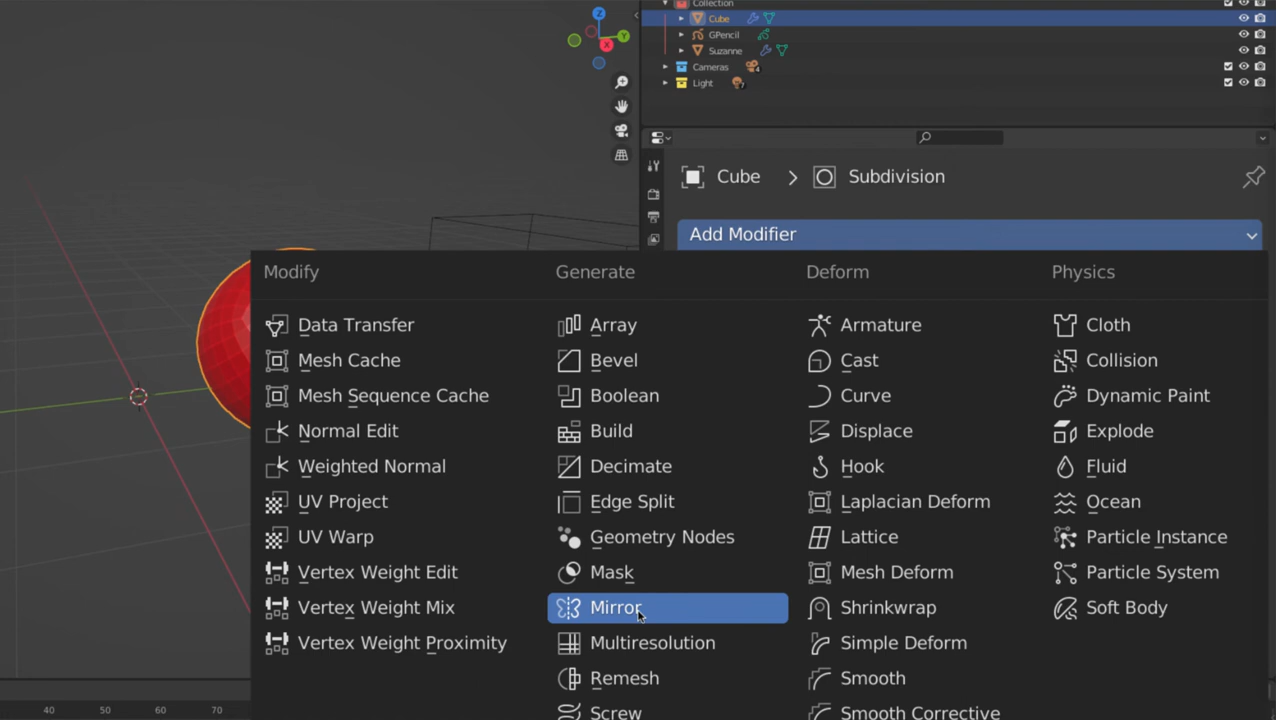 Collection
Cube
GPencil
Suzanne
Cameras
4
Light
7
Z
Y
X
Cube > Subdivision
Add Modifier
Modify
Data Transfer
Mesh Cache
Mesh Sequence Cache
Normal Edit
Weighted Normal
UV Project
UV Warp
Vertex Weight Edit
Vertex Weight Mix
Vertex Weight Proximity
Generate
Array
Bevel
Boolean
Build
Decimate
Edge Split
Geometry Nodes
Mask
Mirror
Multiresolution
Remesh
Screw
Deform
Armature
Cast
Curve
Displace
Hook
Laplacian Deform
Lattice
Mesh Deform
Shrinkwrap
Simple Deform
Smooth
Smooth Corrective
Physics
Cloth
Collision
Dynamic Paint
Explode
Fluid
Ocean
Particle Instance
Particle System
Soft Body
40 50 60 70